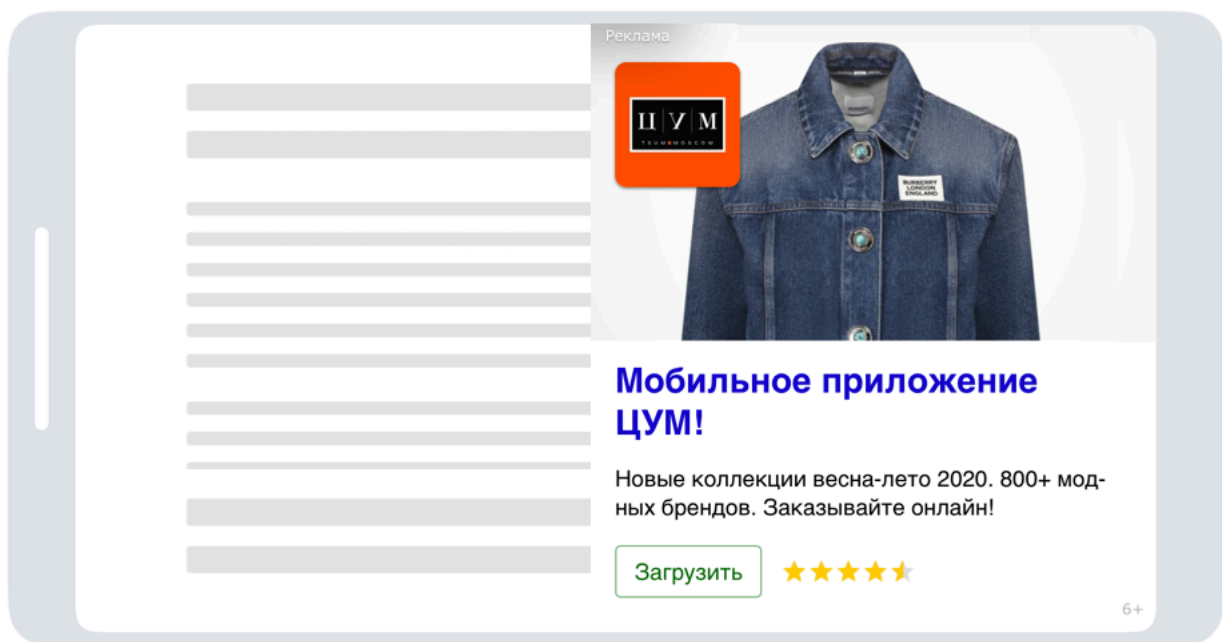 Реклама
ЦУМ
TSUM MOSCOW
BURBERRY
LONDON
ENGLAND
Мобильное приложение
ЦУМ!
Новые коллекции весна-лето 2020. 800+ мод-
ных брендов. Заказывайте онлайн!
Загрузить
6+